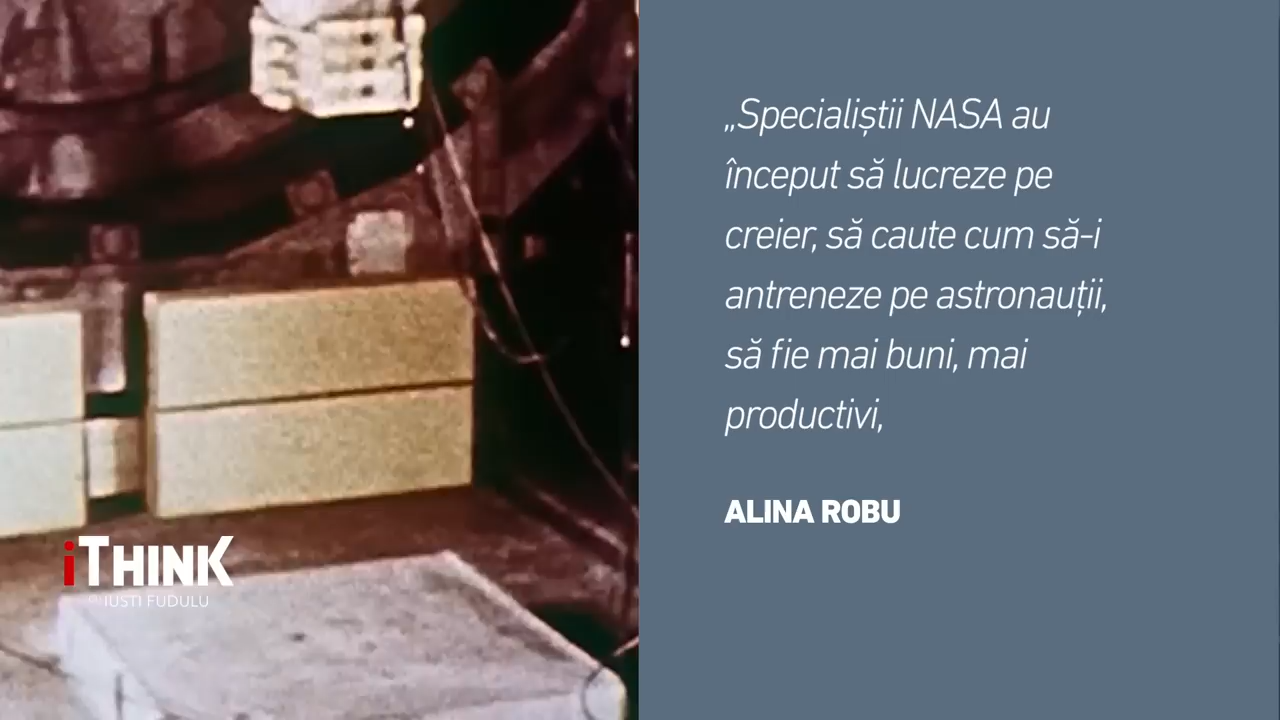 „Specialiștii NASA au
început să lucreze pe
creier, să caute cum să-i
antreneze pe astronauții,
să fie mai buni, mai
productivi,
ALINA ROBU
iTHINK
IUSTI FUDULU